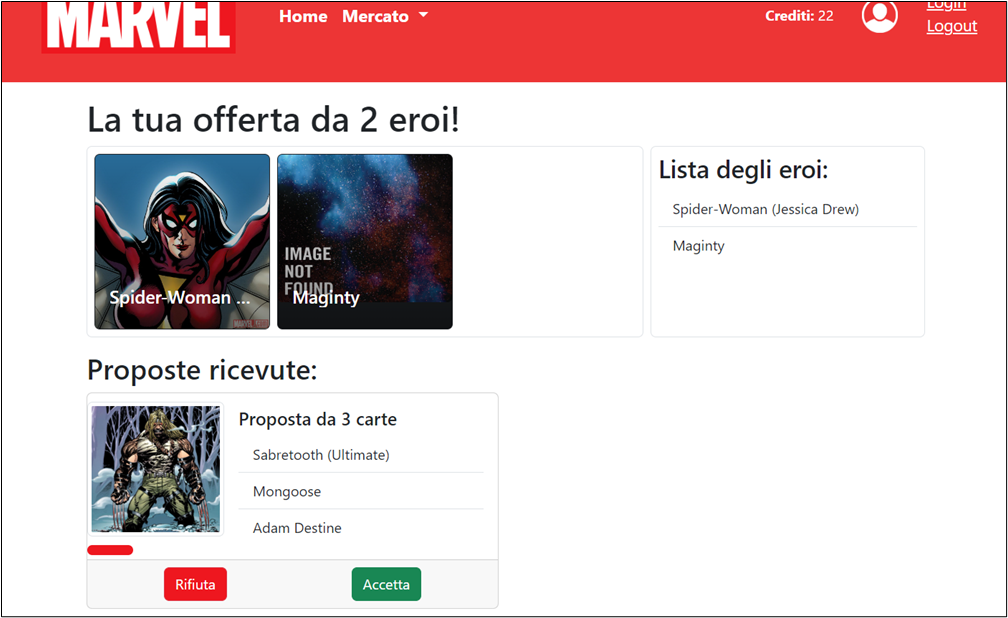 MARVEL
Home Mercato
Crediti: 22
Login
Logout
La tua offerta da 2 eroi!
IMAGE
NOT
FOUND
Spider-Woman ...
Maginty
Lista degli eroi:
Spider-Woman (Jessica Drew)
Maginty
Proposte ricevute:
Proposta da 3 carte
Sabretooth (Ultimate)
Mongoose
Adam Destine
Rifiuta
Accetta